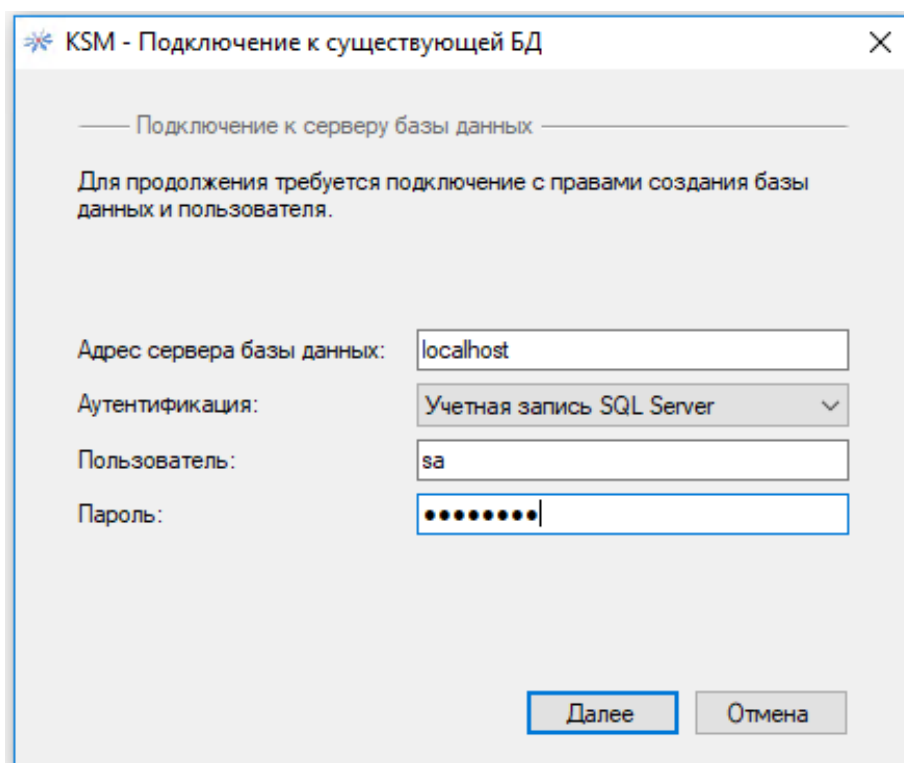 KSM - Подключение к существующей БД
Подключение к серверу базы данных
Для продолжения требуется подключение с правами создания базы
данных и пользователя.
Адрес сервера базы данных: localhost
Аутентификация: Учетная запись SQL Server
Пользователь: sa
Пароль: ●●●●●●●●
Далее Отмена